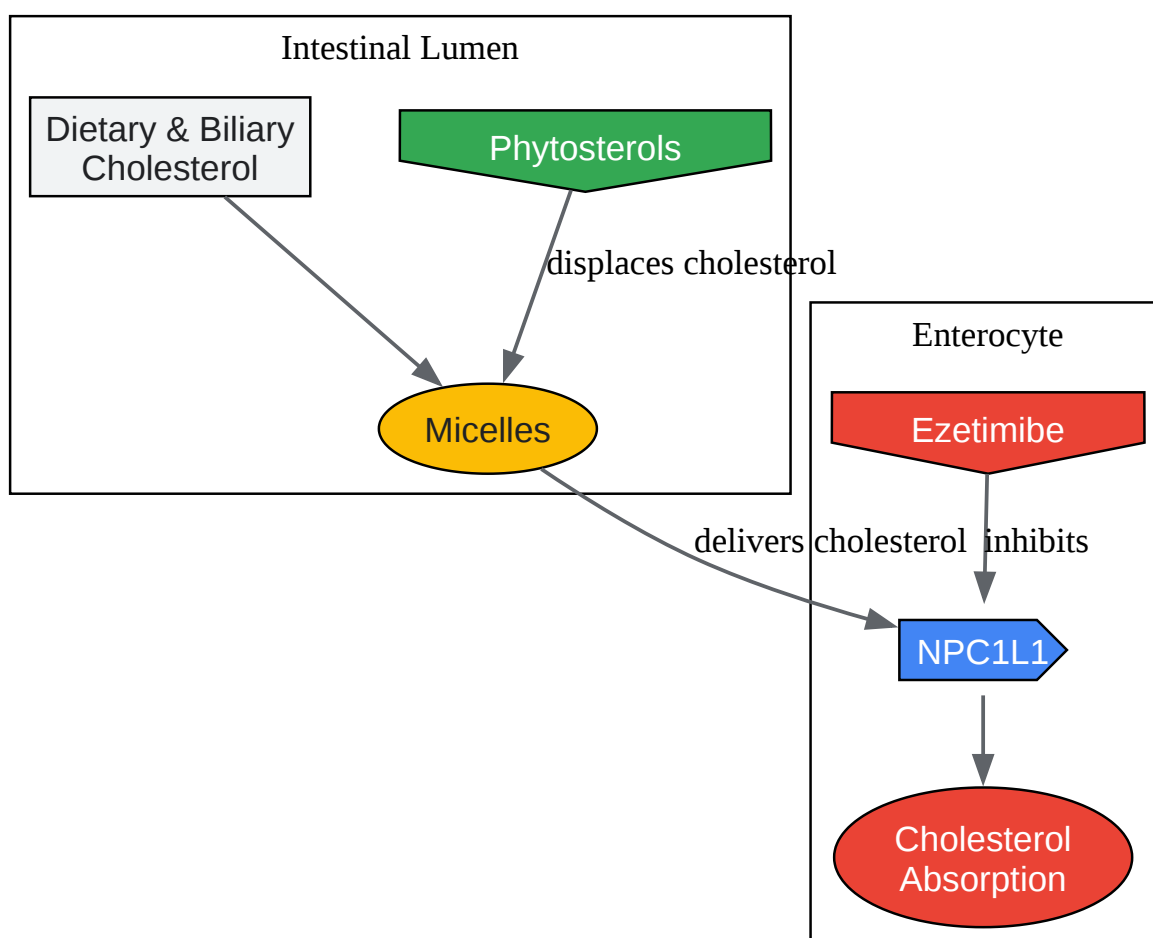 Intestinal Lumen
Dietary & Biliary
Cholesterol
Phytosterols
displaces cholesterol
Micelles
Enterocyte
Ezetimibe
delivers cholesterol
inhibits
NPC1L1
Cholesterol
Absorption